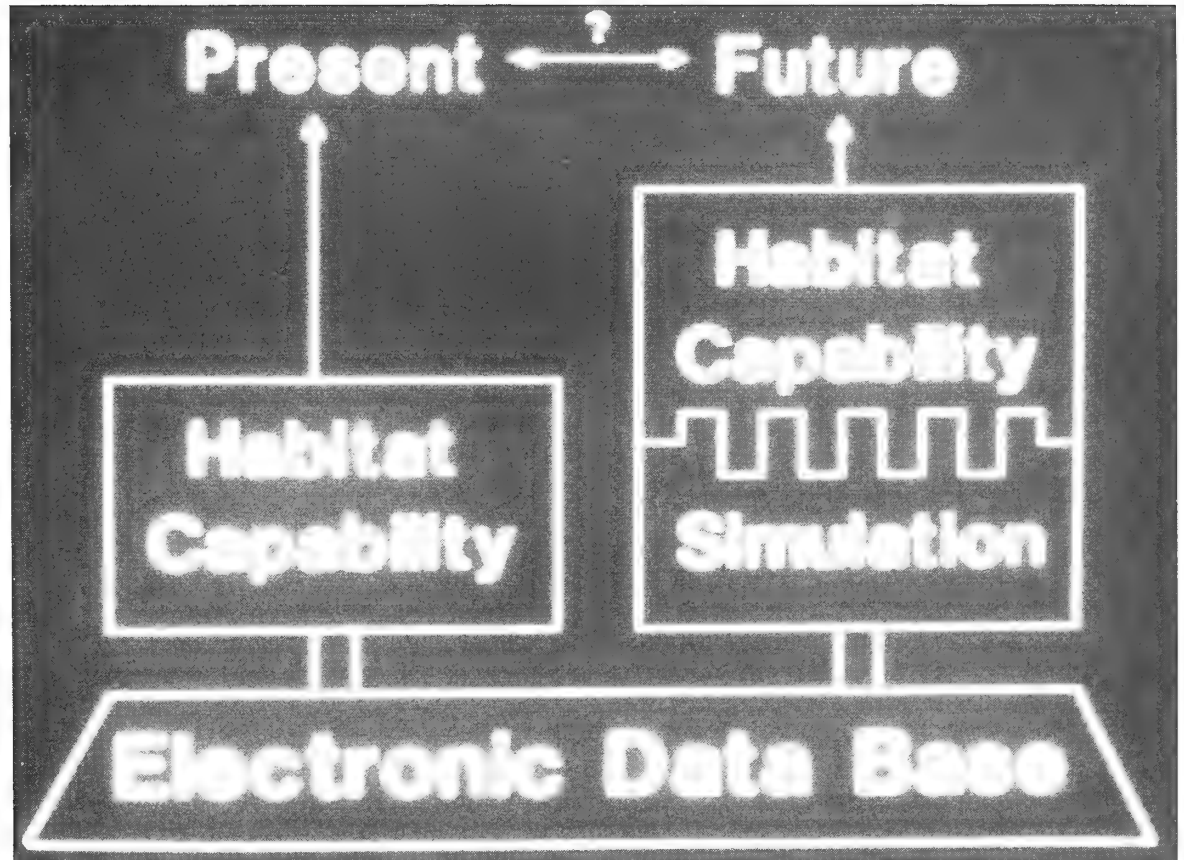 ?
Present Future
Habitat
Capability
Habitat
Capability
Simulation
Electronic Data Base